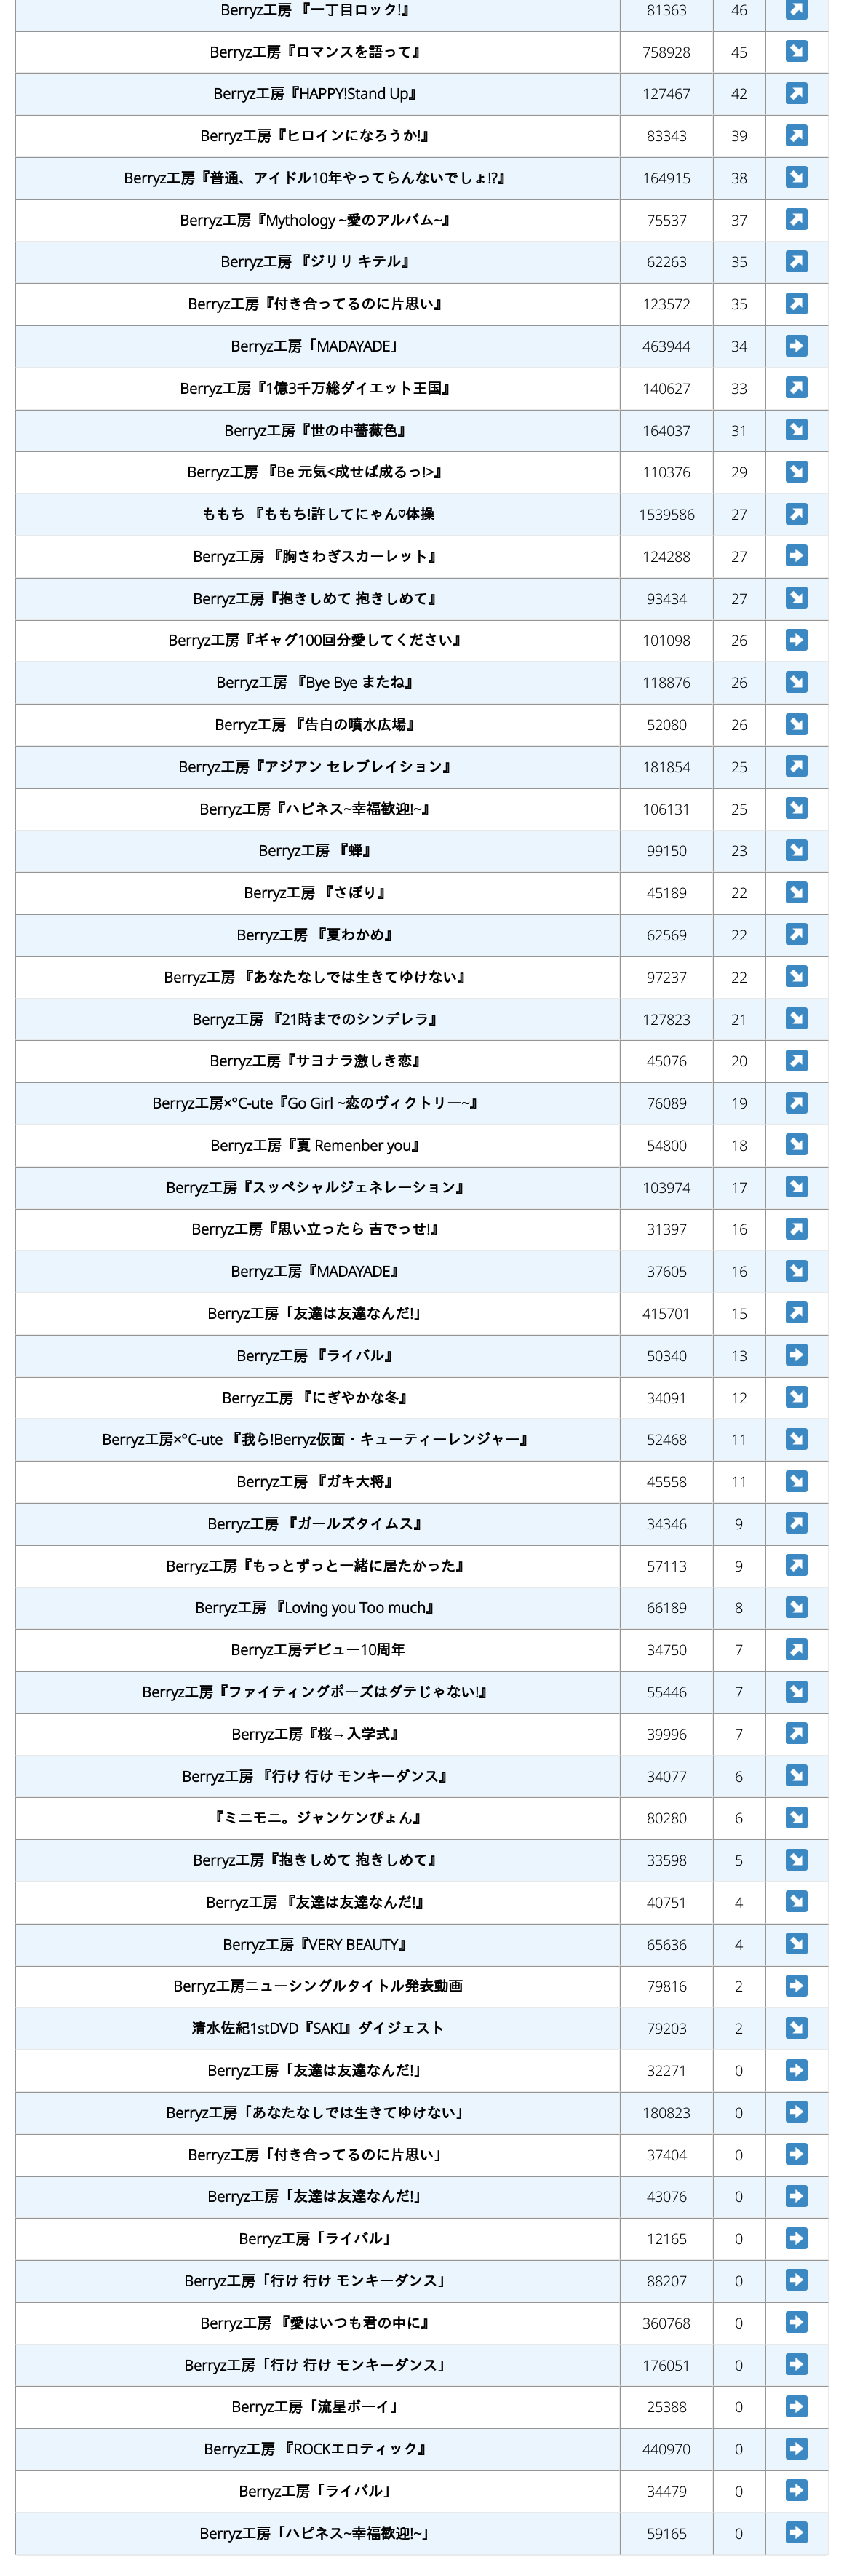 Berryz工房 『一丁目ロック!』 81363 46 ↗
Berryz工房『ロマンスを語って』 758928 45 ↘
Berryz工房『HAPPY!Stand Up』 127467 42 ↗
Berryz工房『ヒロインになろうか!』 83343 39 ↗
Berryz工房『普通、アイドル10年やってらんないでしょ!?』 164915 38 ↘
Berryz工房『Mythology ~愛のアルバム~』 75537 37 ↗
Berryz工房 『ジリリ キテル』 62263 35 ↗
Berryz工房『付き合ってるのに片思い』 123572 35 ↗
Berryz工房「MADAYADE」 463944 34 ➡
Berryz工房『1億3千万総ダイエット王国』 140627 33 ↗
Berryz工房『世の中薔薇色』 164037 31 ↘
Berryz工房 『Be 元気<成せば成るっ!>』 110376 29 ↘
ももち 『ももち!許してにゃん♡体操 1539586 27 ↗
Berryz工房 『胸さわぎスカーレット』 124288 27 ➡
Berryz工房『抱きしめて 抱きしめて』 93434 27 ↘
Berryz工房『ギャグ100回分愛してください』 101098 26 ➡
Berryz工房 『Bye Bye またね』 118876 26 ↘
Berryz工房 『告白の噴水広場』 52080 26 ↘
Berryz工房『アジアン セレブレイション』 181854 25 ↗
Berryz工房『ハピネス~幸福歓迎!~』 106131 25 ↘
Berryz工房 『蝉』 99150 23 ↘
Berryz工房 『さぼり』 45189 22 ↘
Berryz工房 『夏わかめ』 62569 22 ↗
Berryz工房 『あなたなしでは生きてゆけない』 97237 22 ↘
Berryz工房 『21時までのシンデレラ』 127823 21 ↘
Berryz工房『サヨナラ激しき恋』 45076 20 ↗
Berryz工房×°C-ute『Go Girl ~恋のヴィクトリー~』 76089 19 ↗
Berryz工房『夏 Remenber you』 54800 18 ↘
Berryz工房『スッペシャルジェネレーション』 103974 17 ↘
Berryz工房『思い立ったら 吉でっせ!』 31397 16 ↗
Berryz工房『MADAYADE』 37605 16 ↘
Berryz工房「友達は友達なんだ!」 415701 15 ↗
Berryz工房 『ライバル』 50340 13 ➡
Berryz工房 『にぎやかな冬』 34091 12 ↘
Berryz工房×°C-ute 『我ら!Berryz仮面・キューティーレンジャー』 52468 11 ↘
Berryz工房 『ガキ大将』 45558 11 ↘
Berryz工房 『ガールズタイムス』 34346 9 ↗
Berryz工房『もっとずっと一緒に居たかった』 57113 9 ↗
Berryz工房 『Loving you Too much』 66189 8 ↘
Berryz工房デビュー10周年 34750 7 ↗
Berryz工房『ファイティングポーズはダテじゃない!』 55446 7 ↘
Berryz工房『桜→入学式』 39996 7 ↗
Berryz工房 『行け 行け モンキーダンス』 34077 6 ↘
『ミニモニ。ジャンケンぴょん』 80280 6 ↘
Berryz工房『抱きしめて 抱きしめて』 33598 5 ↘
Berryz工房 『友達は友達なんだ!』 40751 4 ↘
Berryz工房『VERY BEAUTY』 65636 4 ↘
Berryz工房ニューシングルタイトル発表動画 79816 2 ➡
清水佐紀1stDVD『SAKI』ダイジェスト 79203 2 ↘
Berryz工房「友達は友達なんだ!」 32271 0 ➡
Berryz工房「あなたなしでは生きてゆけない」 180823 0 ➡
Berryz工房「付き合ってるのに片思い」 37404 0 ➡
Berryz工房「友達は友達なんだ!」 43076 0 ➡
Berryz工房「ライバル」 12165 0 ➡
Berryz工房「行け 行け モンキーダンス」 88207 0 ➡
Berryz工房 『愛はいつも君の中に』 360768 0 ➡
Berryz工房「行け 行け モンキーダンス」 176051 0 ➡
Berryz工房「流星ボーイ」 25388 0 ➡
Berryz工房 『ROCKエロティック』 440970 0 ➡
Berryz工房「ライバル」 34479 0 ➡
Berryz工房「ハピネス~幸福歓迎!~」 59165 0 ➡